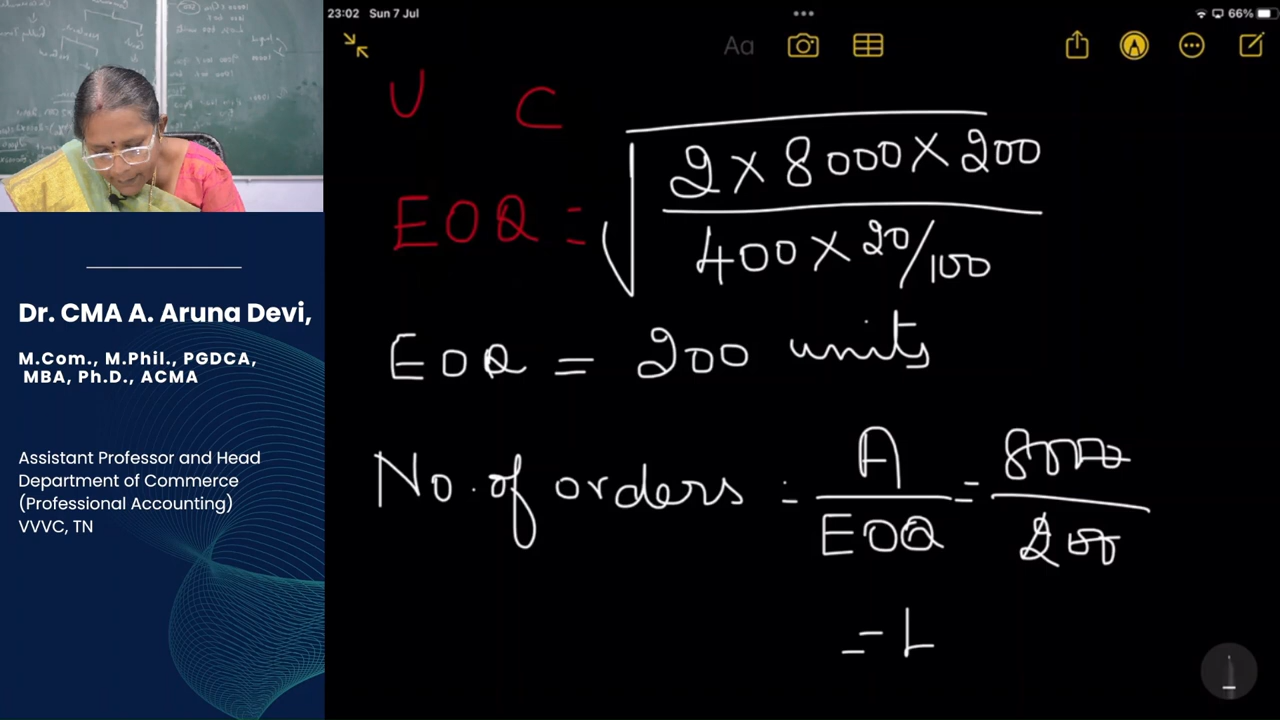 23:02 Sun 7 Jul
66%
Aa
U C
EOQ = √ 2 × 8000 × 200
400 × 20/100
EOQ = 200 units
No. of orders = A = 8000
EOQ 200
= L
Dr. CMA A. Aruna Devi,
M.Com., M.Phil., PGDCA,
MBA, Ph.D., ACMA
Assistant Professor and Head
Department of Commerce
(Professional Accounting)
VVVC, TN